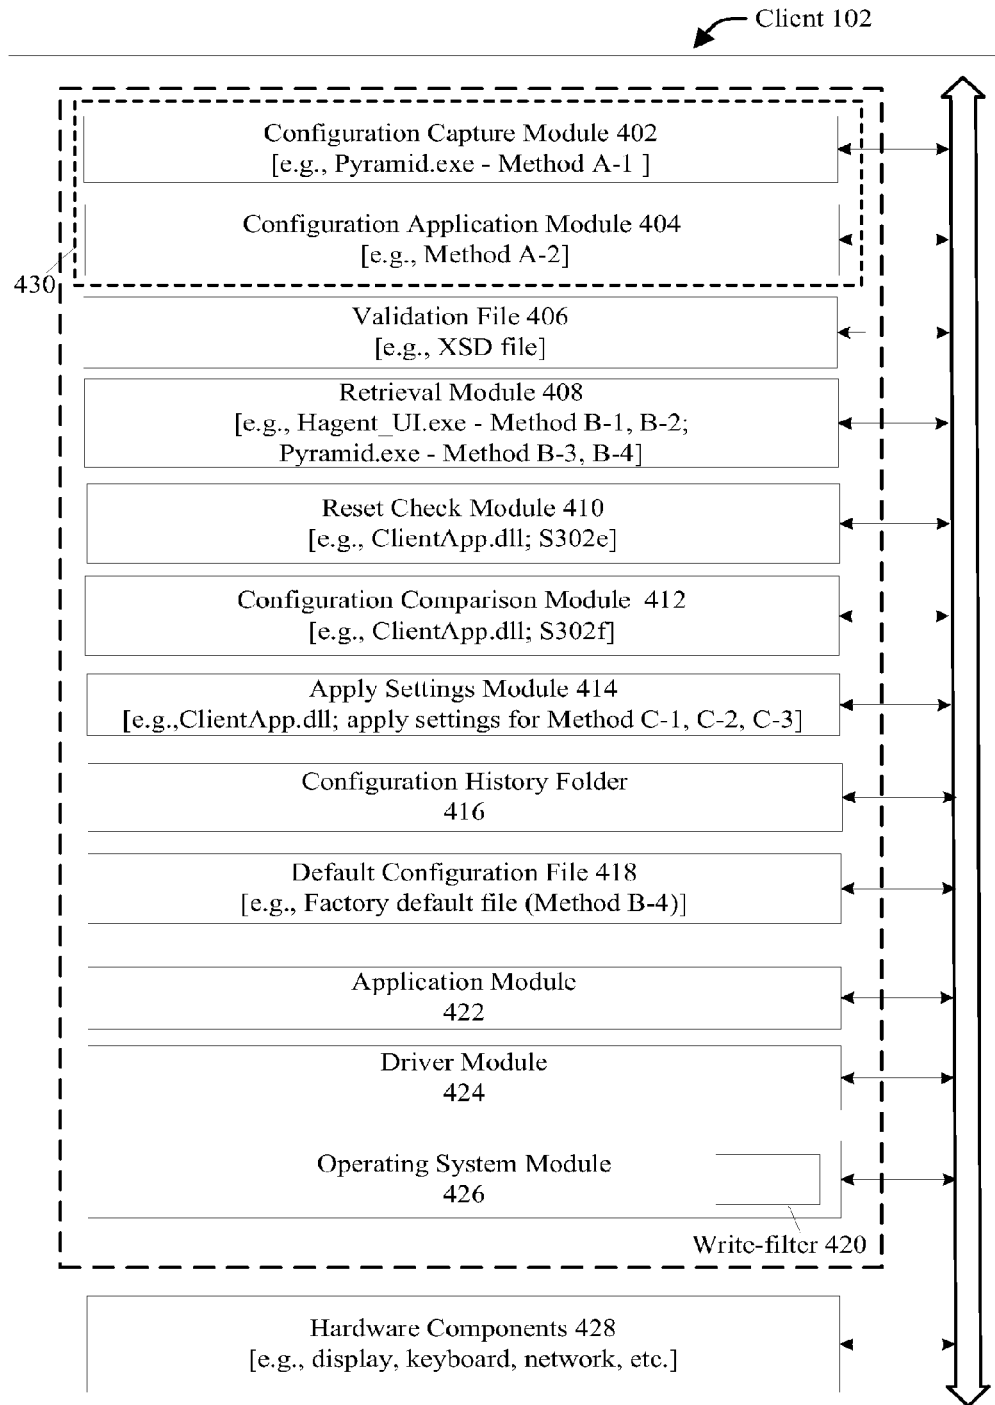 Client 102
Configuration Capture Module 402
[e.g., Pyramid.exe - Method A-1 ]
Configuration Application Module 404
[e.g., Method A-2]
430
Validation File 406
[e.g., XSD file]
Retrieval Module 408
[e.g., Hagent_UI.exe - Method B-1, B-2;
Pyramid.exe - Method B-3, B-4]
Reset Check Module 410
[e.g., ClientApp.dll; S302e]
Configuration Comparison Module 412
[e.g., ClientApp.dll; S302f]
Apply Settings Module 414
[e.g.,ClientApp.dll; apply settings for Method C-1, C-2, C-3]
Configuration History Folder
416
Default Configuration File 418
[e.g., Factory default file (Method B-4)]
Application Module
422
Driver Module
424
Operating System Module
426
Write-filter 420
Hardware Components 428
[e.g., display, keyboard, network, etc.]